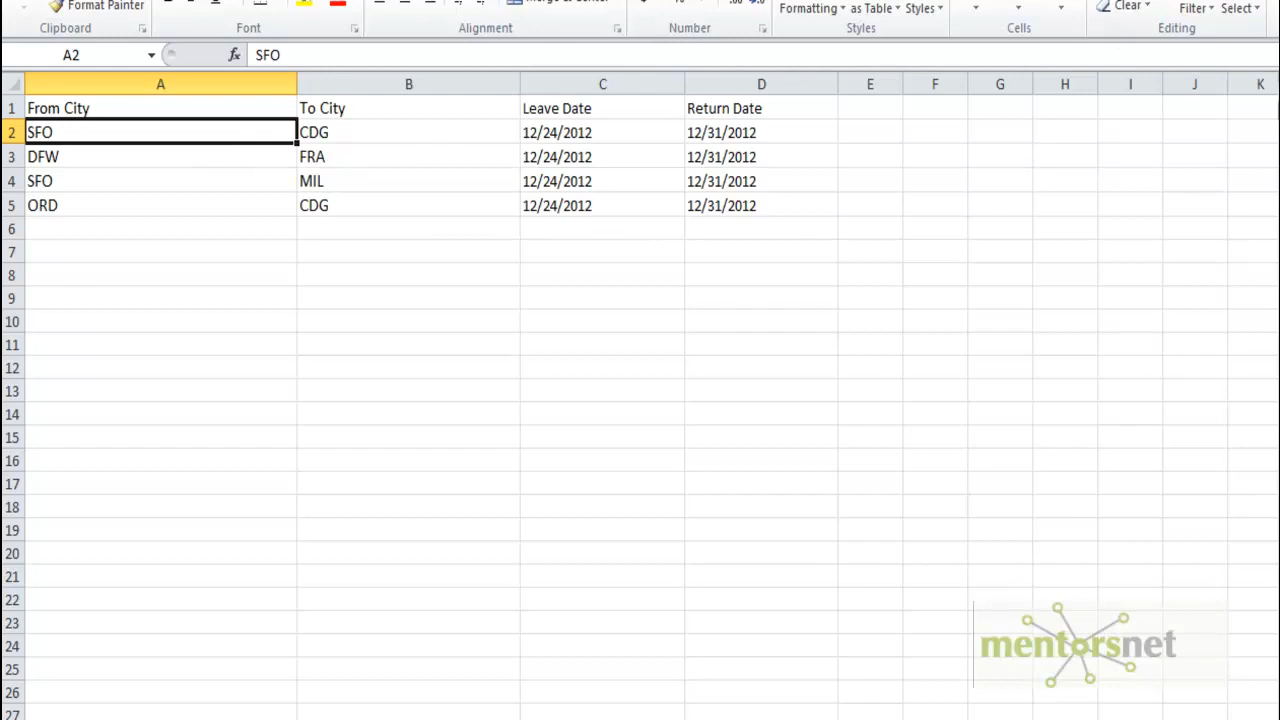 Format Painter
Formatting as Table Styles
Clear
Filter Select
Clipboard Font Alignment Number Styles Cells Editing
A2 fx SFO
A B C D E F G H I J K
1 From City To City Leave Date Return Date
2 SFO CDG 12/24/2012 12/31/2012
3 DFW FRA 12/24/2012 12/31/2012
4 SFO MIL 12/24/2012 12/31/2012
5 ORD CDG 12/24/2012 12/31/2012
6
7
8
9
10
11
12
13
14
15
16
17
18
19
20
21
22
23
24
25
26
27
mentorsnet